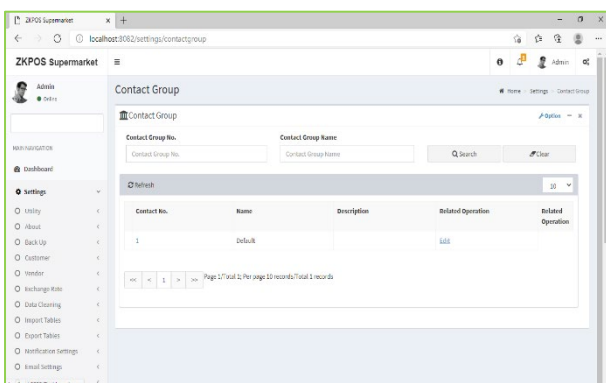 ZKPOS Supermarket
localhost:8082/settings/contactgroup
ZKPOS Supermarket
Admin
Admin
Online
Contact Group
Home / Settings / Contact Group
Contact Group
Option
Contact Group No.
Contact Group Name
Contact Group No.
Contact Group Name
Search
Clear
MAIN NAVIGATION
Dashboard
Refresh
10
Settings
Contact No.
Name
Description
Related Operation
Related Operation
Utility
About
1
Default
Edit
Back Up
Customer
Vendor
<< < 1 > >> Page 1/Total 1; Per page 10 records/Total 1 records
Exchange Rate
Data Cleaning
Import Tables
Export Tables
Notification Settings
Email Settings